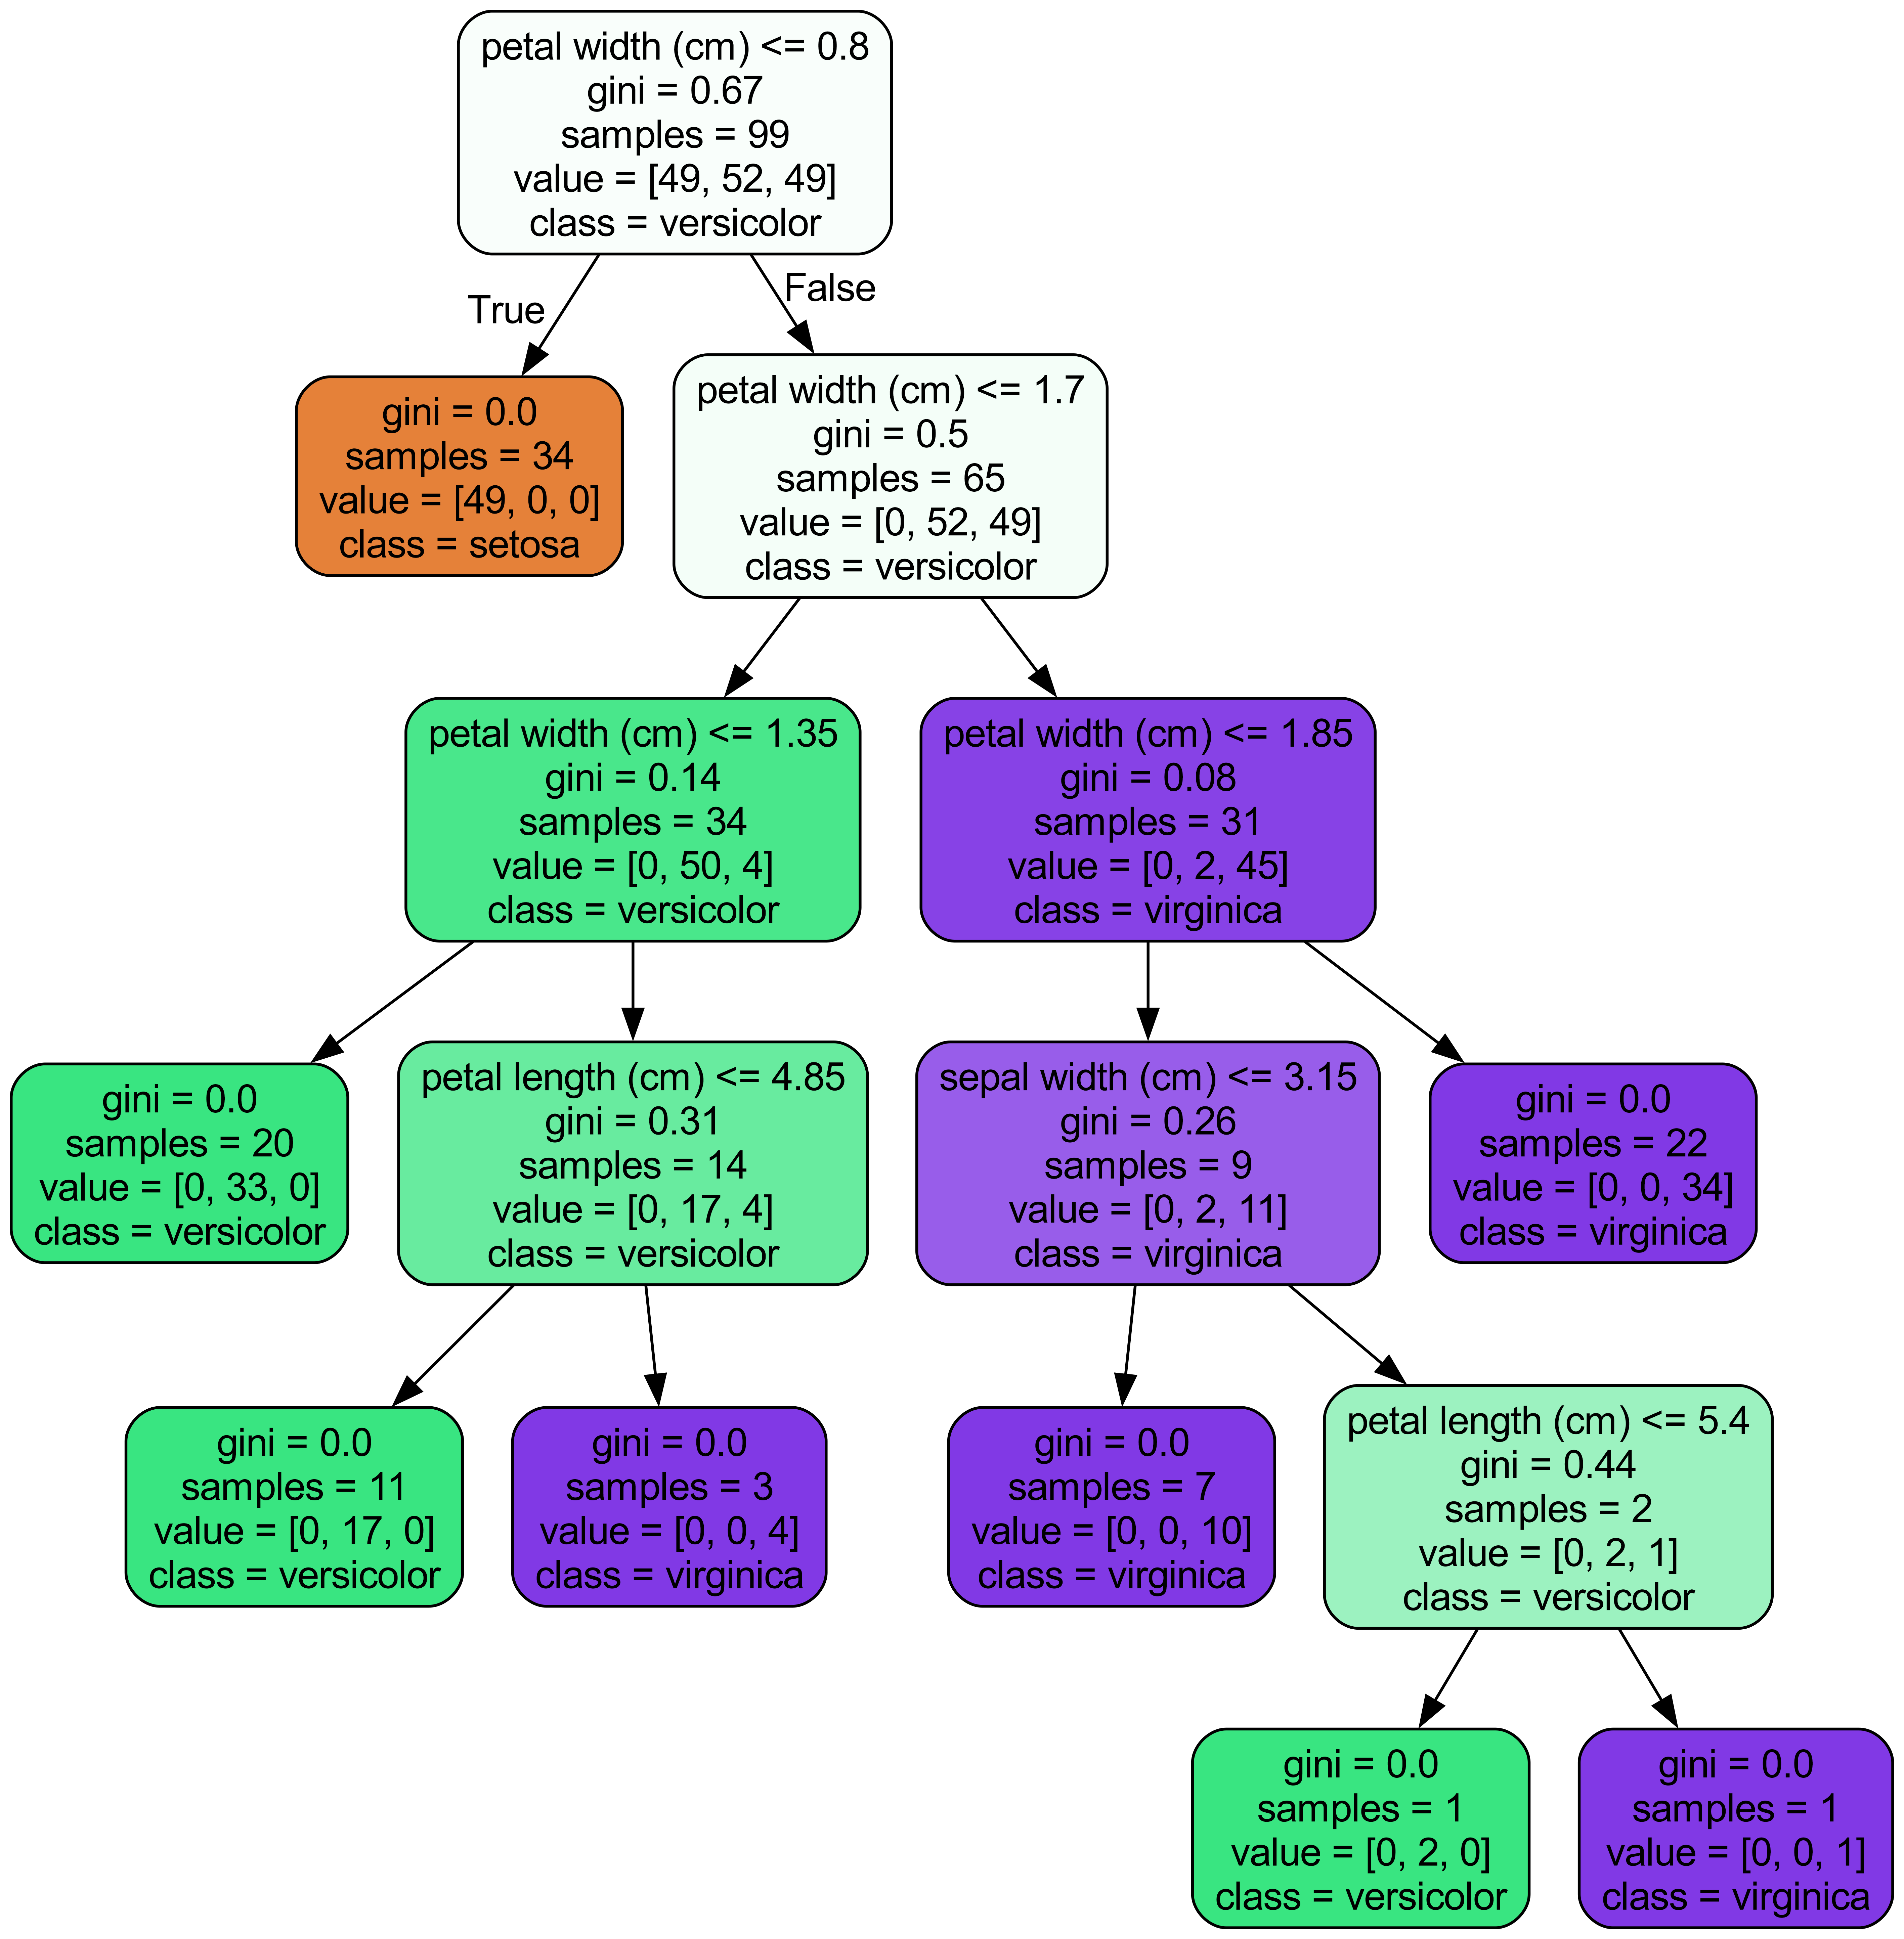 petal width (cm) <= 0.8
gini = 0.67
samples = 99
value = [49, 52, 49]
class = versicolor
True
False
gini = 0.0
samples = 34
value = [49, 0, 0]
class = setosa
petal width (cm) <= 1.7
gini = 0.5
samples = 65
value = [0, 52, 49]
class = versicolor
petal width (cm) <= 1.35
gini = 0.14
samples = 34
value = [0, 50, 4]
class = versicolor
petal width (cm) <= 1.85
gini = 0.08
samples = 31
value = [0, 2, 45]
class = virginica
gini = 0.0
samples = 20
value = [0, 33, 0]
class = versicolor
petal length (cm) <= 4.85
gini = 0.31
samples = 14
value = [0, 17, 4]
class = versicolor
sepal width (cm) <= 3.15
gini = 0.26
samples = 9
value = [0, 2, 11]
class = virginica
gini = 0.0
samples = 22
value = [0, 0, 34]
class = virginica
gini = 0.0
samples = 11
value = [0, 17, 0]
class = versicolor
gini = 0.0
samples = 3
value = [0, 0, 4]
class = virginica
gini = 0.0
samples = 7
value = [0, 0, 10]
class = virginica
petal length (cm) <= 5.4
gini = 0.44
samples = 2
value = [0, 2, 1]
class = versicolor
gini = 0.0
samples = 1
value = [0, 2, 0]
class = versicolor
gini = 0.0
samples = 1
value = [0, 0, 1]
class = virginica